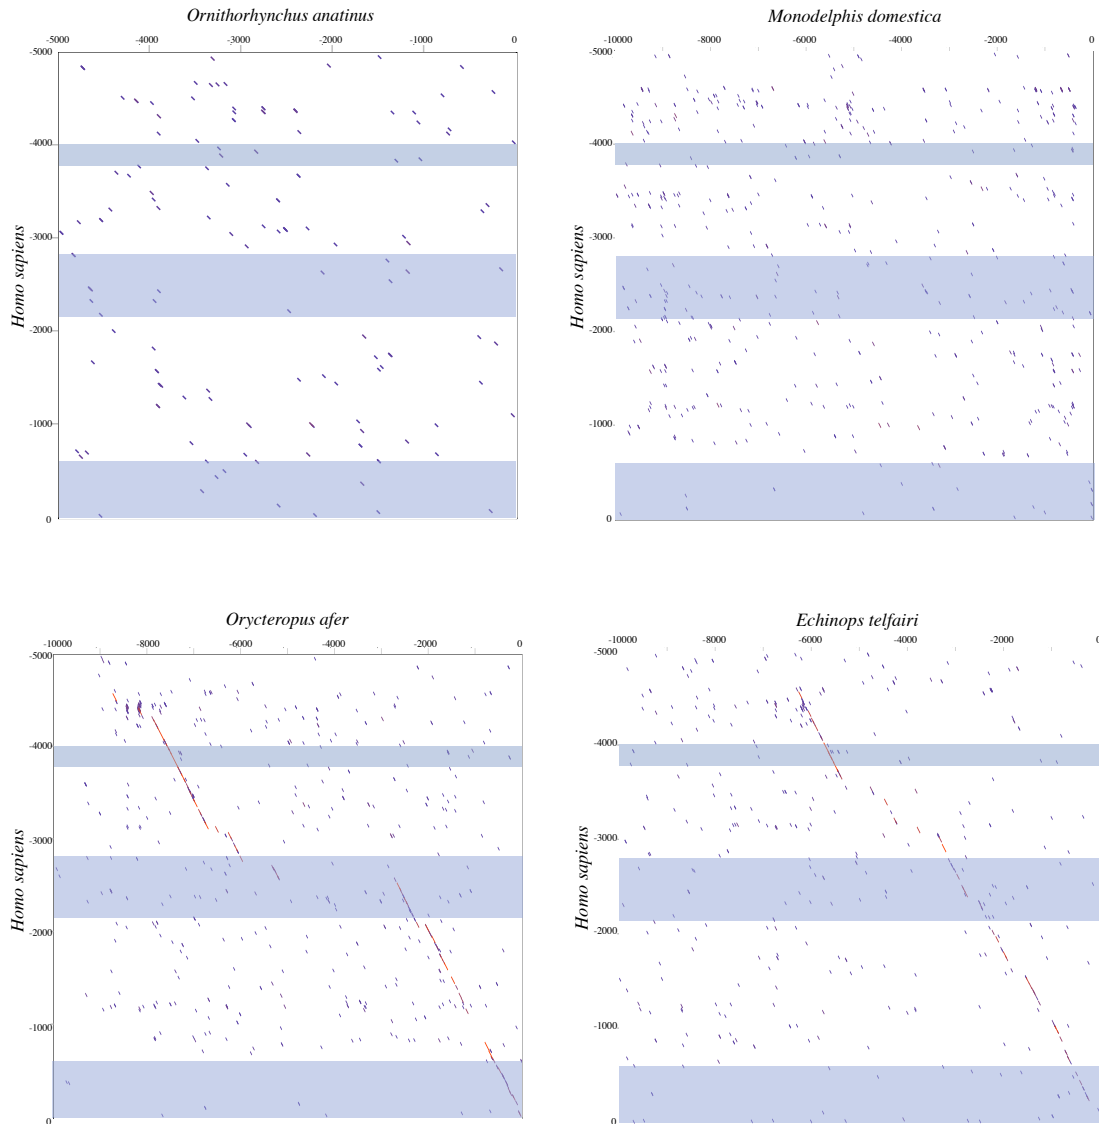 Ornithorhynchus anatinus
-5000 -4000 -3000 -2000 -1000 0
-5000
-4000
-3000
-2000
-1000
0
Homo sapiens
Monodelphis domestica
-10000 -8000 -6000 -4000 -2000 0
-5000
-4000
-3000
-2000
-1000
0
Homo sapiens
Orycteropus afer
-10000 -8000 -6000 -4000 -2000 0
-5000
-4000
-3000
-2000
-1000
0
Homo sapiens
Echinops telfairi
-10000 -8000 -6000 -4000 -2000 0
-5000
-4000
-3000
-2000
-1000
0
Homo sapiens